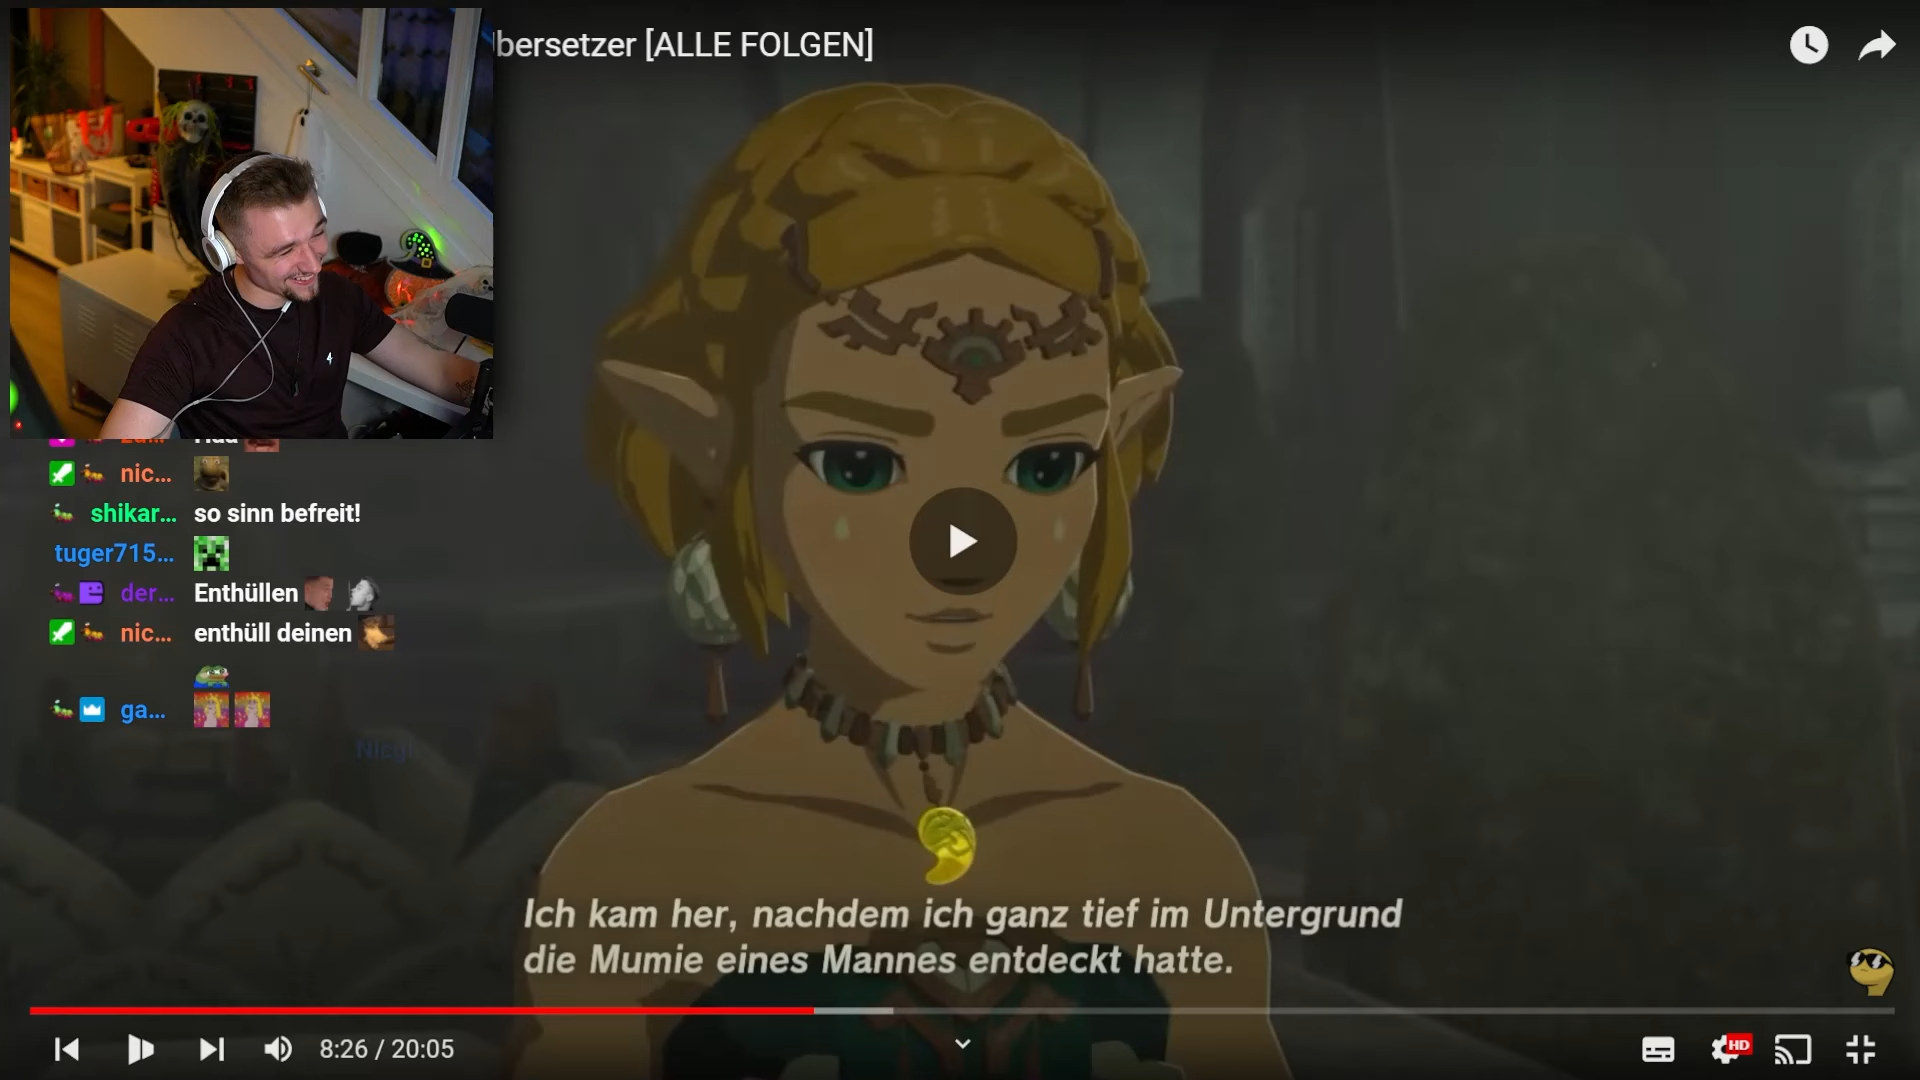 bersetzer [ALLE FOLGEN]
nic...
shikar... so sinn befreit!
tuger715...
der... Enthüllen
nic... enthüll deinen
ga...
Ich kam her, nachdem ich ganz tief im Untergrund
die Mumie eines Mannes entdeckt hatte.
8:26 / 20:05
HD